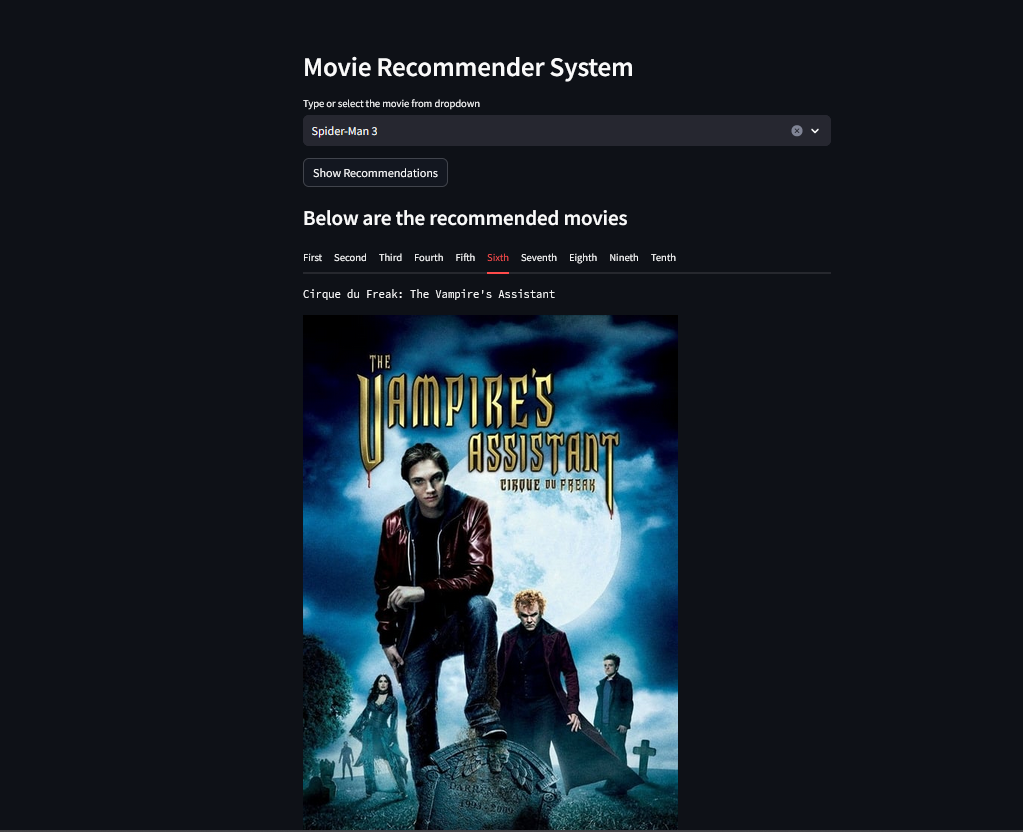 Movie Recommender System
Type or select the movie from dropdown
Spider-Man 3
Show Recommendations
Below are the recommended movies
First Second Third Fourth Fifth Sixth Seventh Eighth Nineth Tenth
Cirque du Freak: The Vampire's Assistant
THE
VAMPIRE'S
ASSISTANT
CIRQUE DU FREAK
DARREN